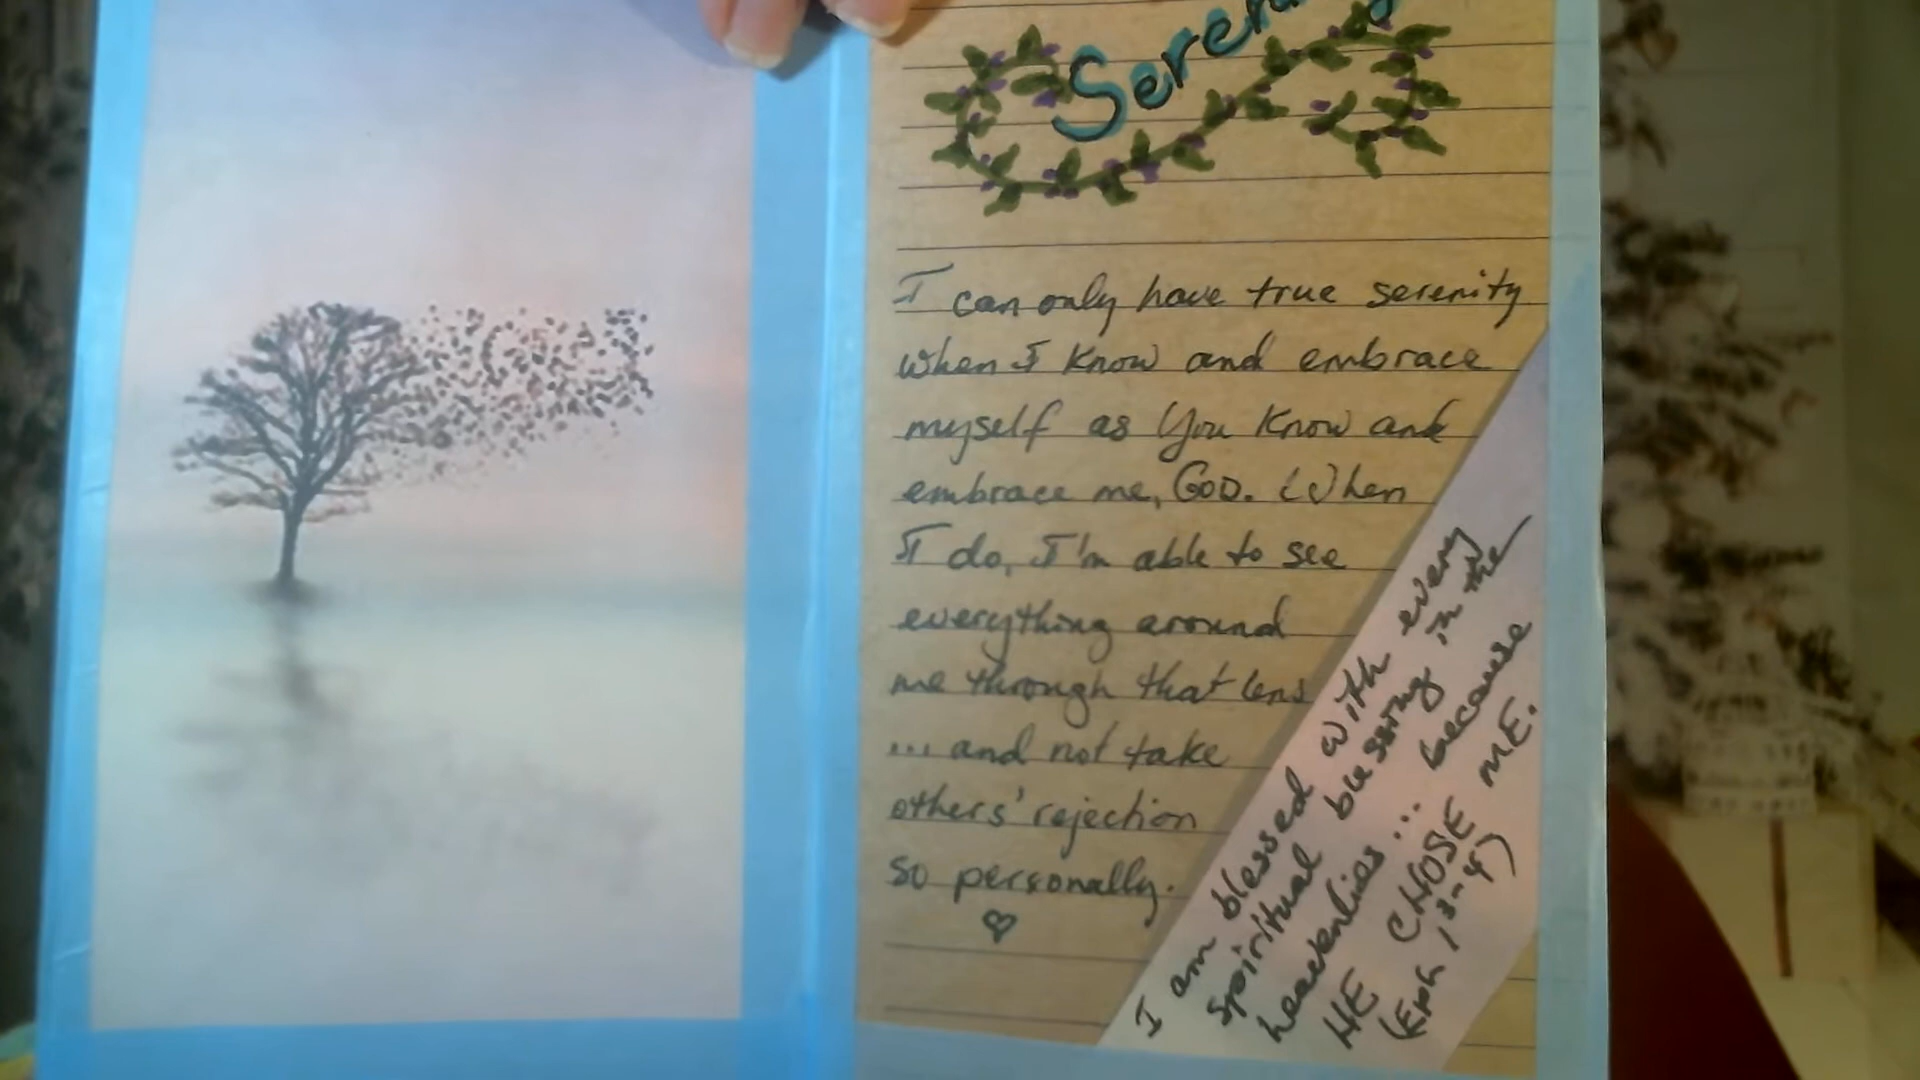 I can only have true serenity
when I know and embrace
myself as You know and
embrace me, GOD. When
I do, I'm able to see
everything around
me through that lens
... and not take
others' rejection
so personally.
I am blessed with every
spiritual blessing in the
heavenlies... because
HE CHOSE ME.
(Eph 1 3-4)